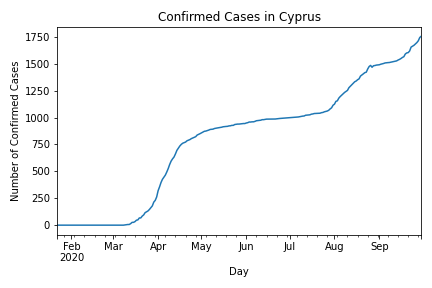 Confirmed Cases in Cyprus
Number of Confirmed Cases
1750
1500
1250
1000
750
500
250
0
Feb Mar Apr May Jun Jul Aug Sep
2020
Day